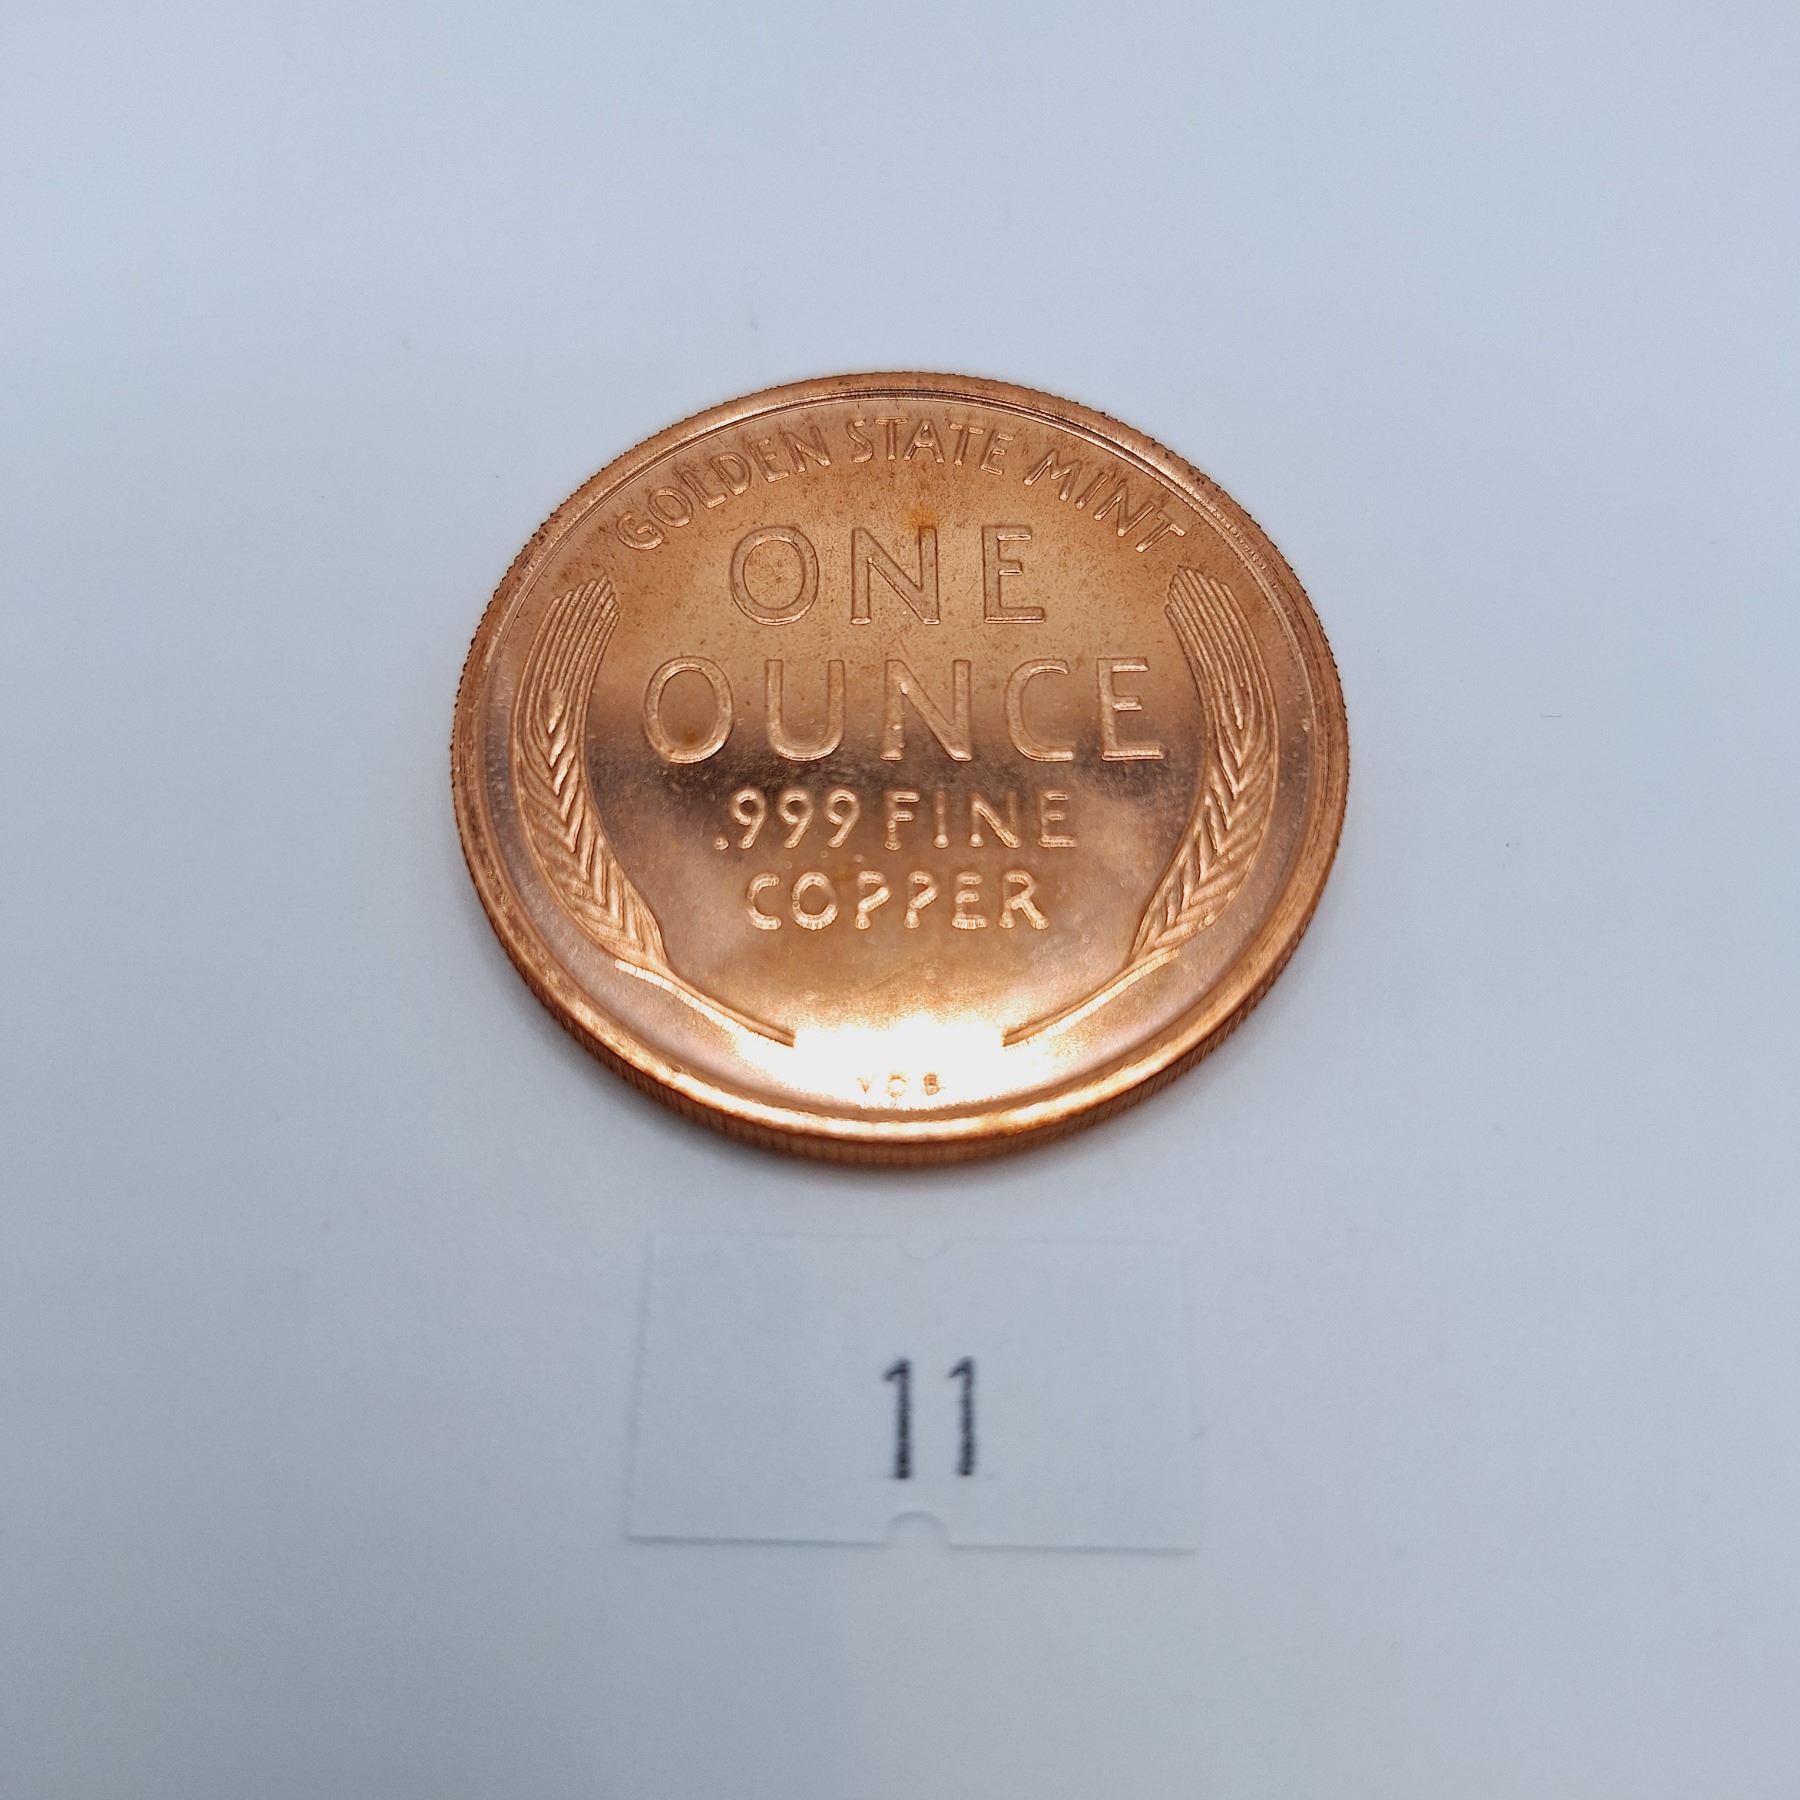 GOLDEN STATE MINT
ONE
OUNCE
.999 FINE
COPPER
VDB
11